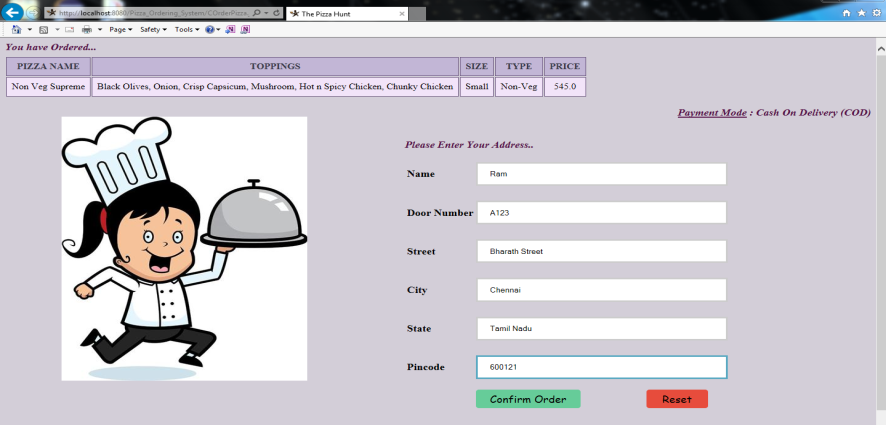 http://localhost:8080/Pizza_Ordering_System/COrderPizza_
The Pizza Hunt
Page Safety Tools
You have Ordered...
PIZZA NAME TOPPINGS SIZE TYPE PRICE
Non Veg Supreme Black Olives, Onion, Crisp Capsicum, Mushroom, Hot n Spicy Chicken, Chunky Chicken Small Non-Veg 545.0
Payment Mode : Cash On Delivery (COD)
Please Enter Your Address..
Name Ram
Door Number A123
Street Bharath Street
City Chennai
State Tamil Nadu
Pincode 600121
Confirm Order Reset